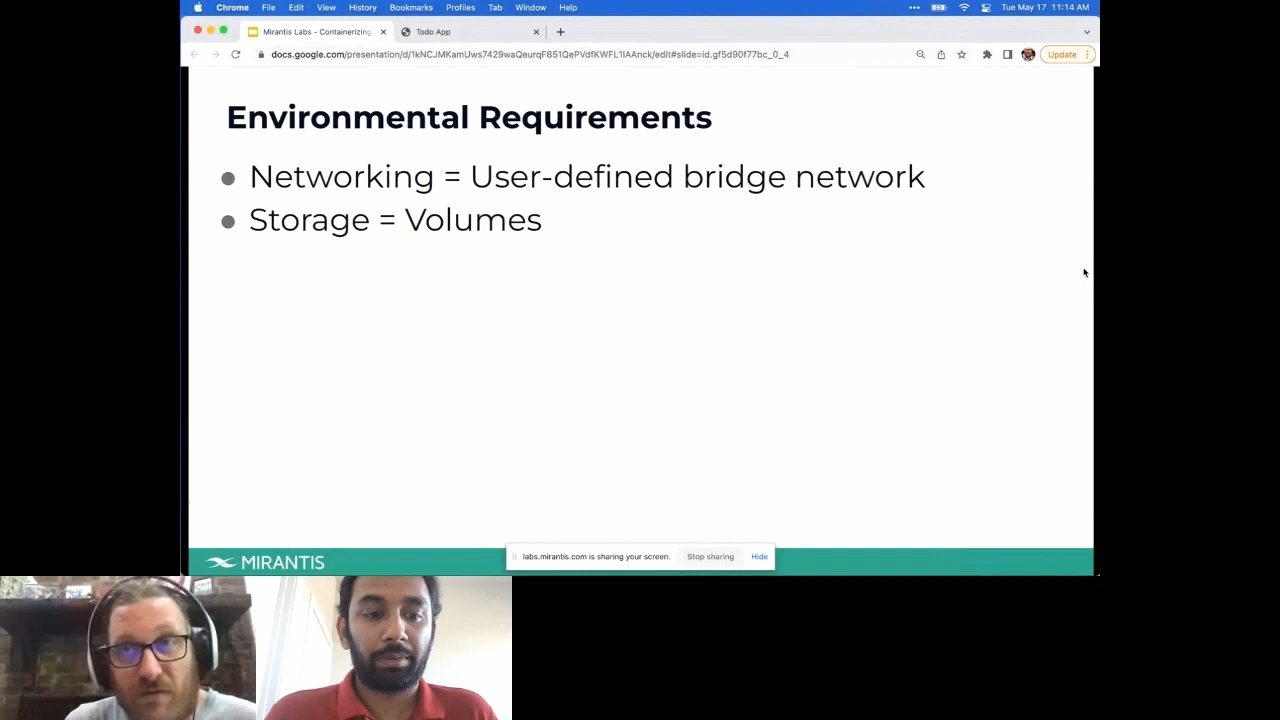 Chrome File Edit View History Bookmarks Profiles Tab Window Help ••• Tue May 17 11:14 AM
Mirantis Labs - Containerizing × Todo App × +
docs.google.com/presentation/d/1kNCJMKamUws7429waQeurqF851QePVdfKWFL1lAAnck/edit#slide=id.gf5d90f77bc_0_4 Update
Environmental Requirements
● Networking = User-defined bridge network
● Storage = Volumes
labs.mirantis.com is sharing your screen. Stop sharing Hide
MIRANTIS